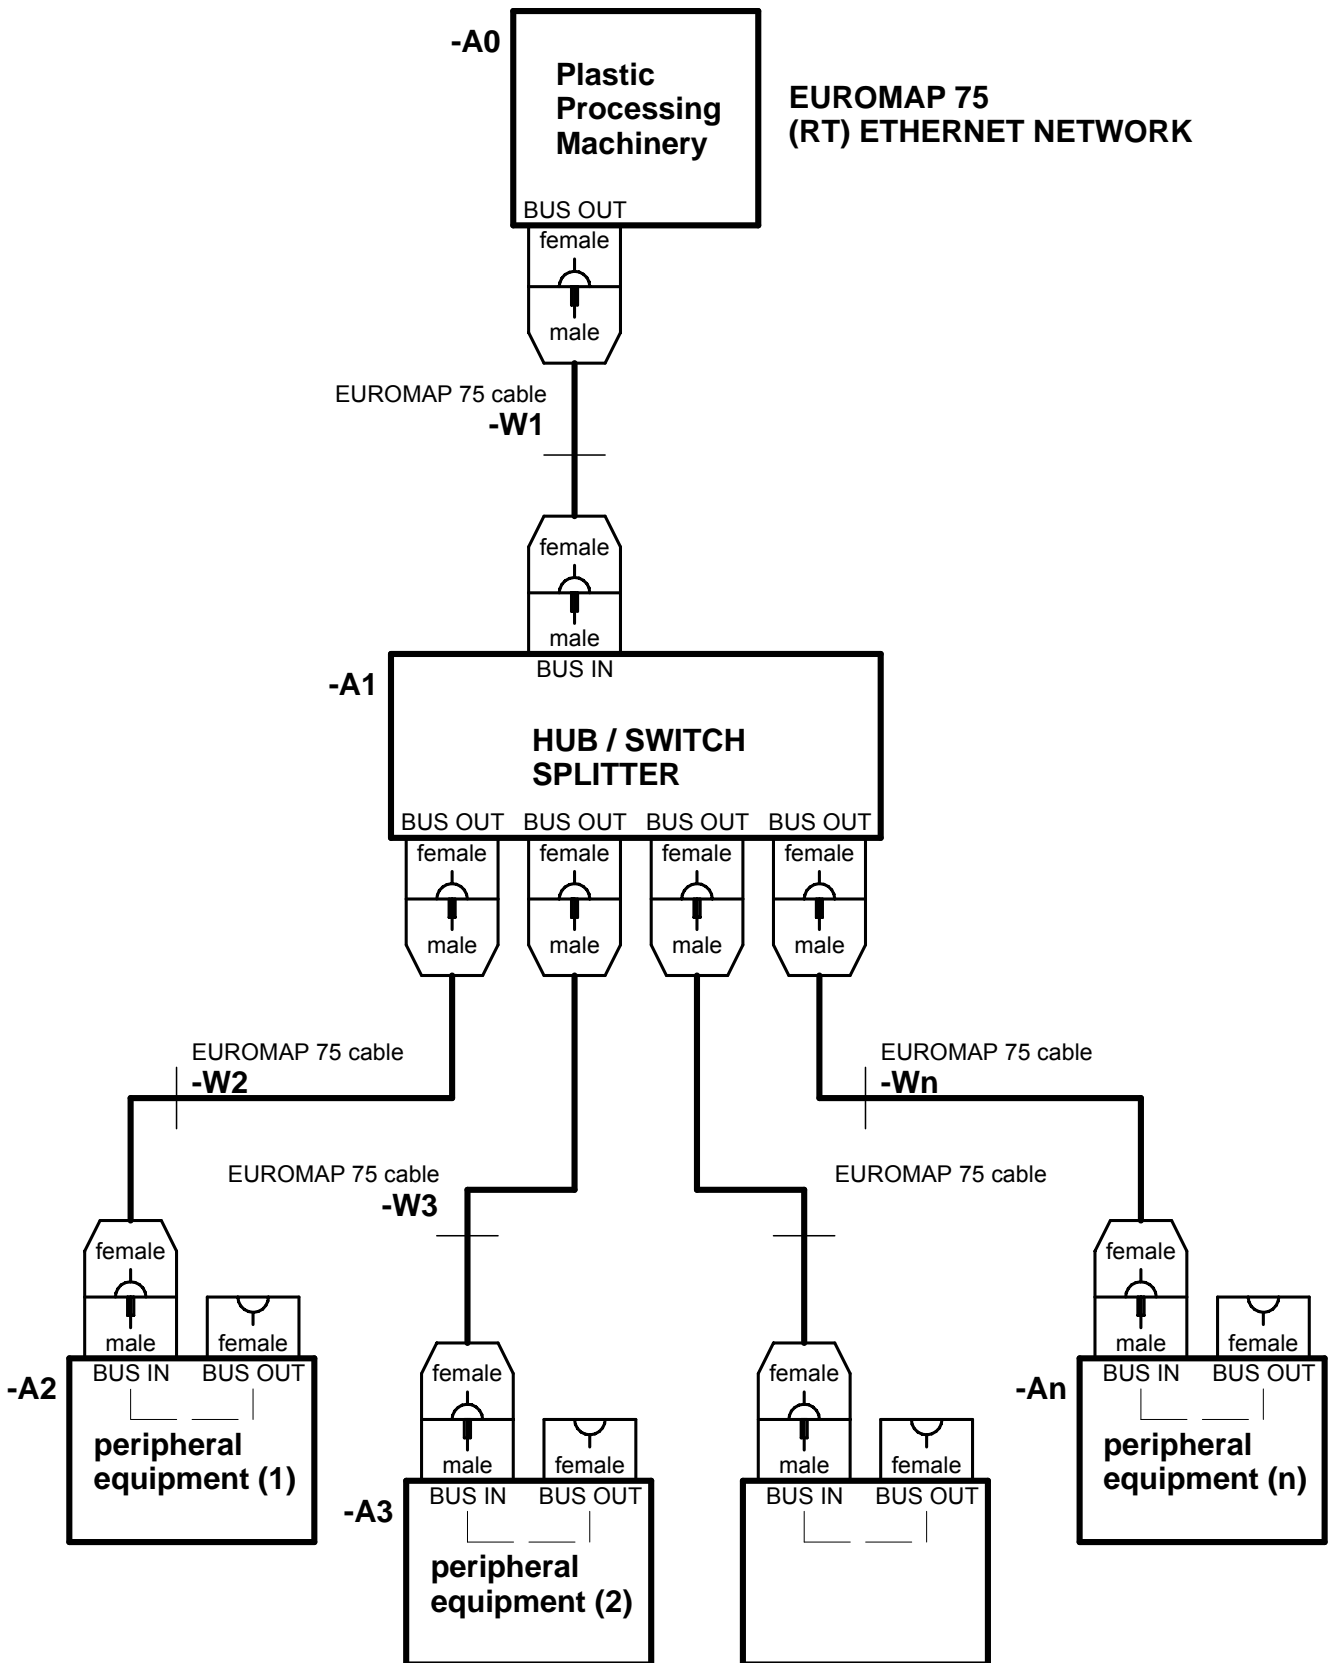 -A0
Plastic
Processing
Machinery
EUROMAP 75
(RT) ETHERNET NETWORK
BUS OUT
female
male
EUROMAP 75 cable
-W1
female
male
BUS IN
-A1
HUB / SWITCH
SPLITTER
BUS OUT BUS OUT BUS OUT BUS OUT
female female female female
male male male male
EUROMAP 75 cable
-W2
EUROMAP 75 cable
-Wn
EUROMAP 75 cable
-W3
EUROMAP 75 cable
female
male female
BUS IN BUS OUT
-A2
peripheral
equipment (1)
female
male female
BUS IN BUS OUT
-A3
peripheral
equipment (2)
female
male female
BUS IN BUS OUT
female
male female
BUS IN BUS OUT
-An
peripheral
equipment (n)